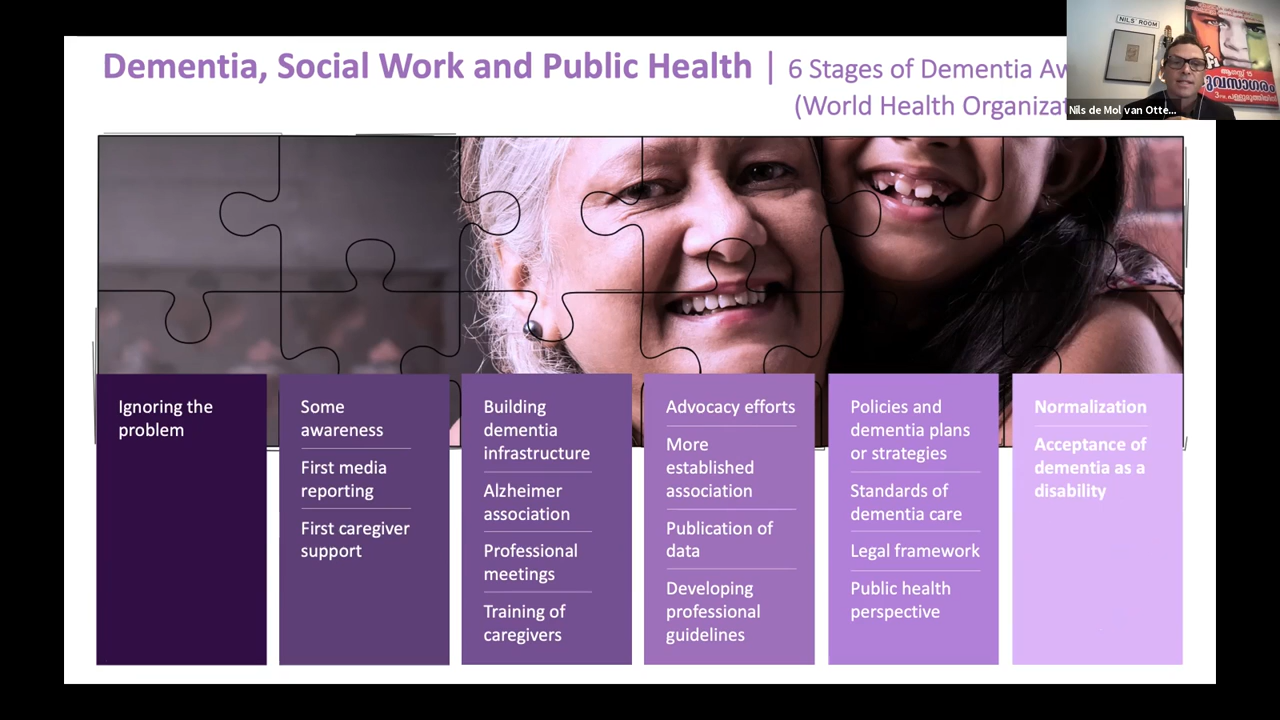 Dementia, Social Work and Public Health | 6 Stages of Dementia Aw
(World Health Organizat
NILS' ROOM
Nils de Mol van Otte...
Ignoring the
problem
Some
awareness
First media
reporting
First caregiver
support
Building
dementia
infrastructure
Alzheimer
association
Professional
meetings
Training of
caregivers
Advocacy efforts
More
established
association
Publication of
data
Developing
professional
guidelines
Policies and
dementia plans
or strategies
Standards of
dementia care
Legal framework
Public health
perspective
Normalization
Acceptance of
dementia as a
disability